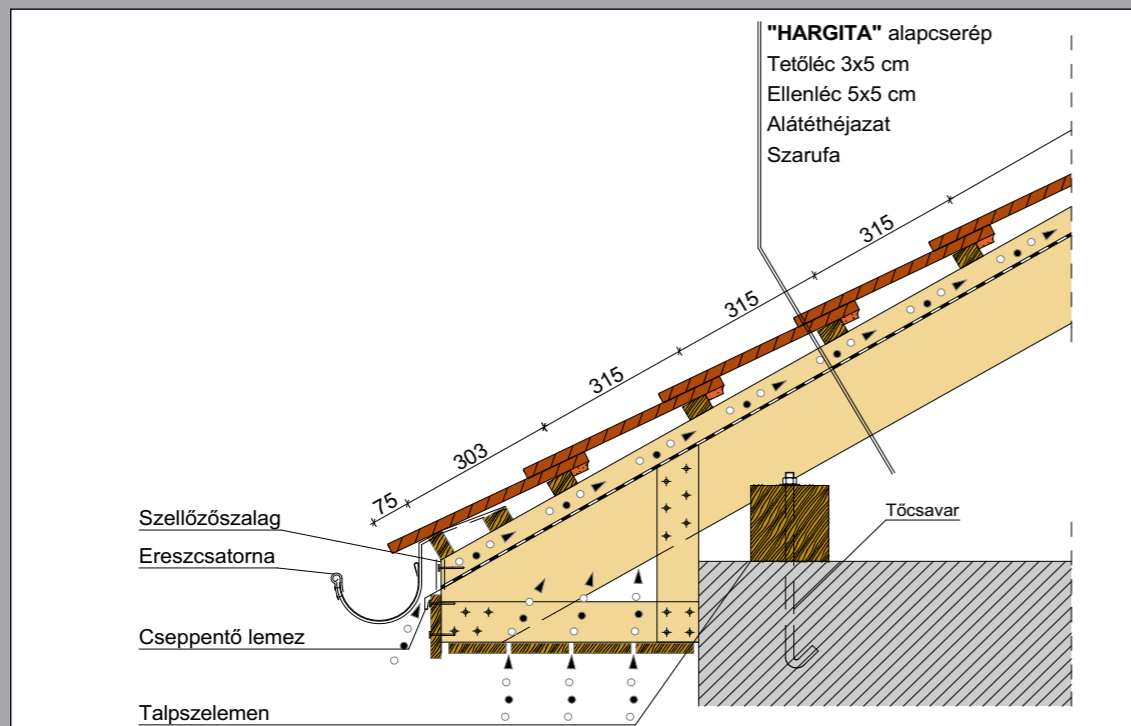 "HARGITA" alapcserép
Tetőléc 3x5 cm
Ellenléc 5x5 cm
Alátéthéjazat
Szarufa
315
315
315
303
75
Szellőzőszalag
Ereszcsatorna
Tőcsavar
Cseppentő lemez
Talpszelemen